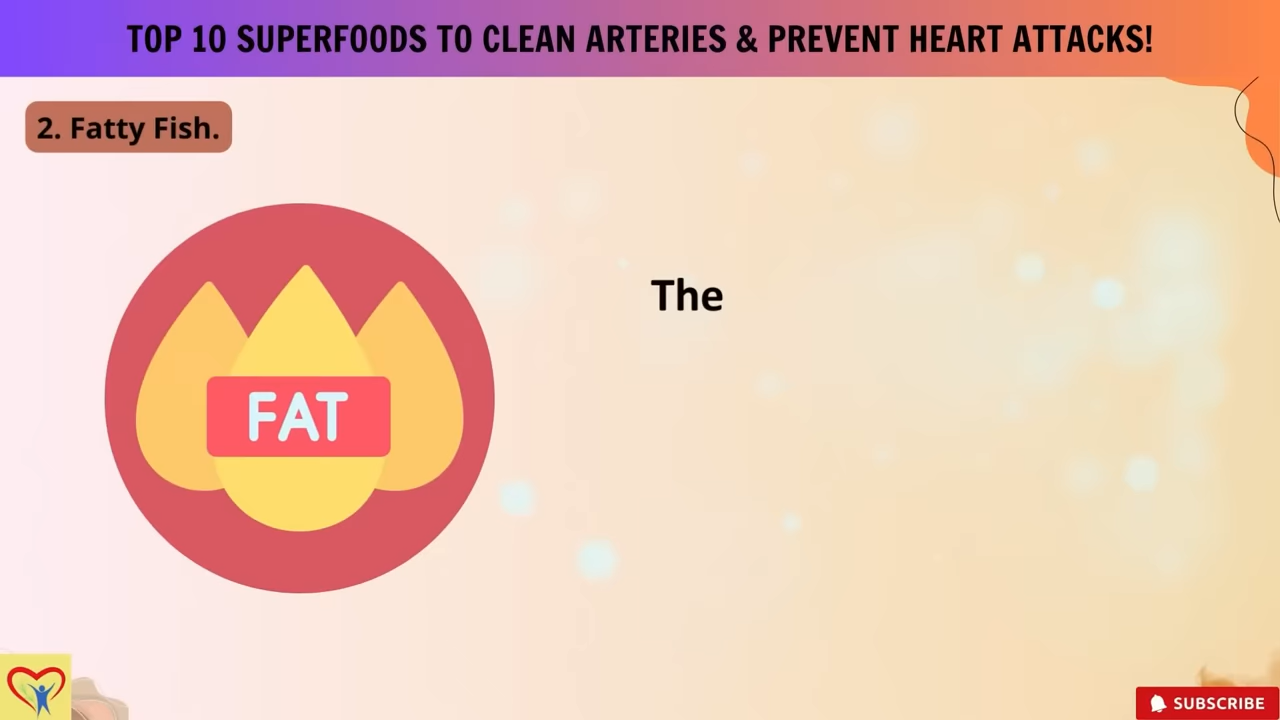 TOP 10 SUPERFOODS TO CLEAN ARTERIES & PREVENT HEART ATTACKS!
2. Fatty Fish.
The
FAT
SUBSCRIBE